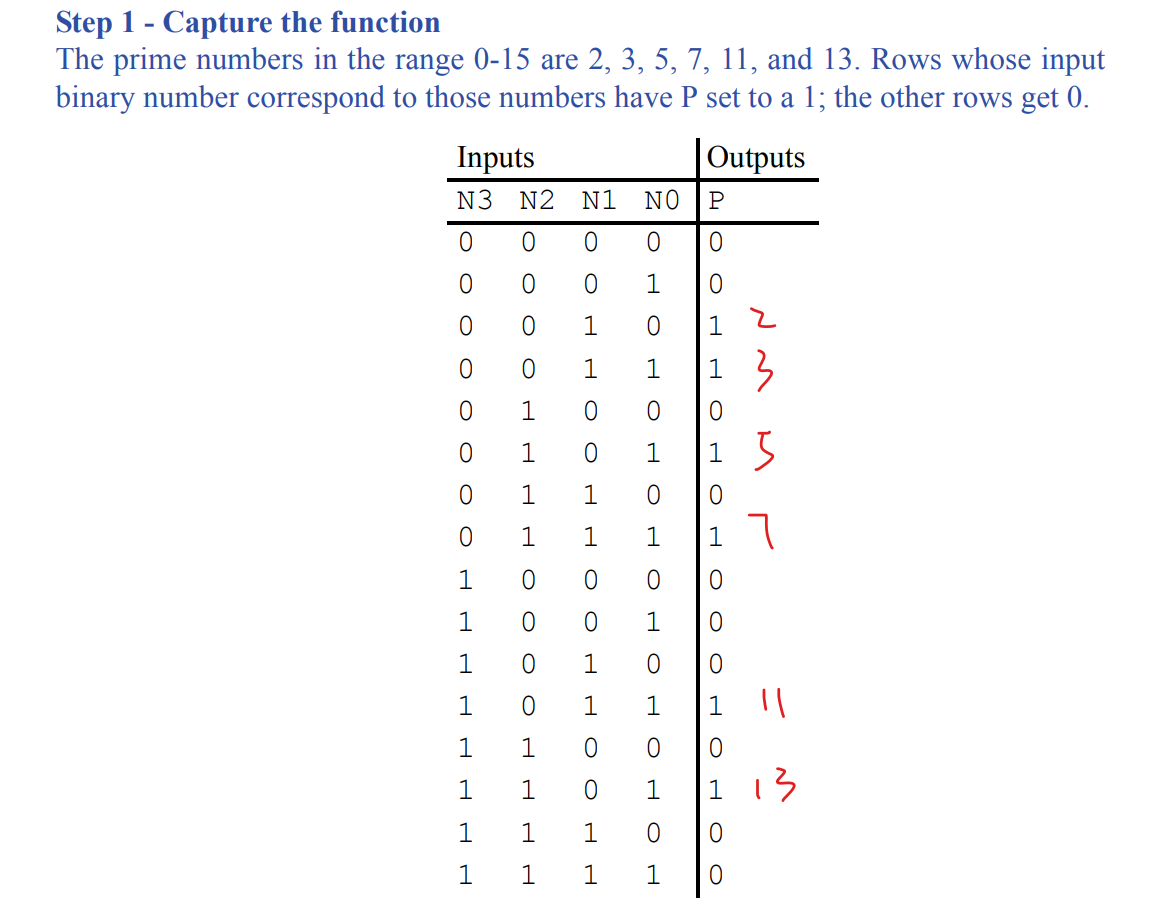 Step 1 - Capture the function
The prime numbers in the range 0-15 are 2, 3, 5, 7, 11, and 13. Rows whose input
binary number correspond to those numbers have P set to a 1; the other rows get 0.
Inputs Outputs
N3 N2 N1 N0 P
0 0 0 0 0
0 0 0 1 0
0 0 1 0 1 2
0 0 1 1 1 3
0 1 0 0 0
0 1 0 1 1 5
0 1 1 0 0
0 1 1 1 1 7
1 0 0 0 0
1 0 0 1 0
1 0 1 0 0
1 0 1 1 1 11
1 1 0 0 0
1 1 0 1 1 13
1 1 1 0 0
1 1 1 1 0